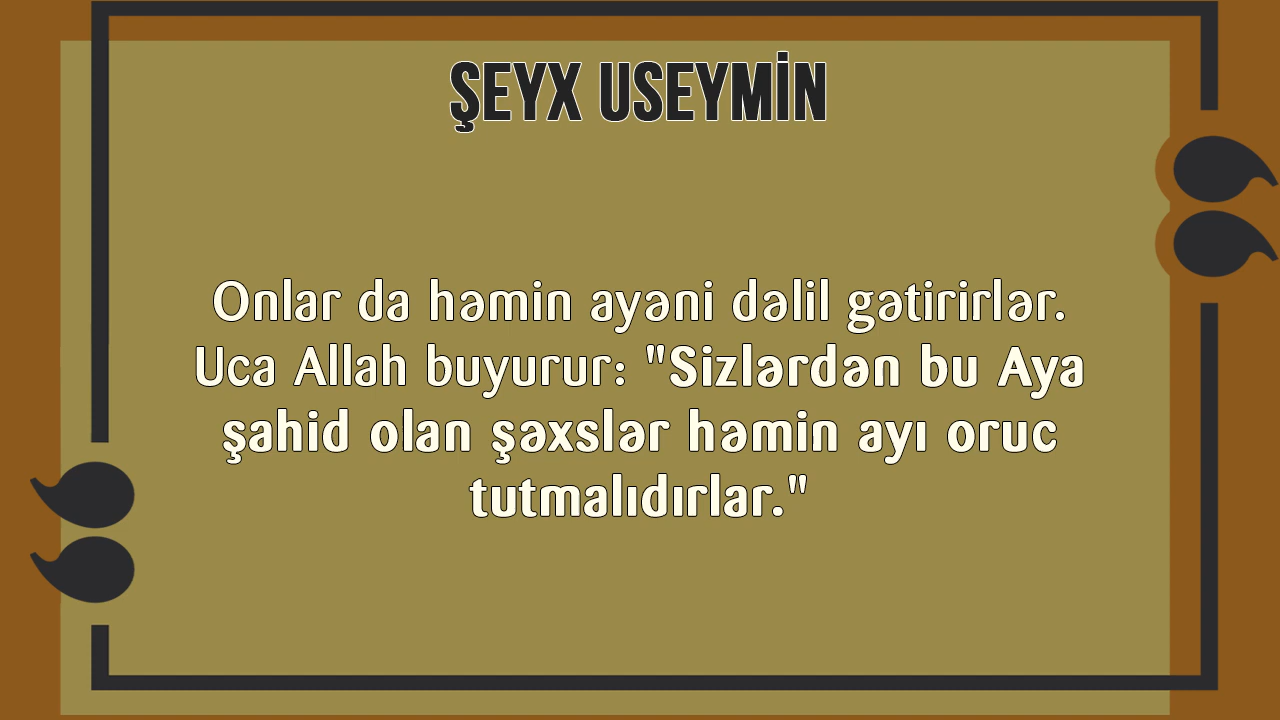 ŞEYX USEYMİN
Onlar da həmin ayəni dəlil gətirirlər.
Uca Allah buyurur: "Sizlərdən bu Aya
şahid olan şəxslər həmin ayı oruc
tutmalıdırlar."